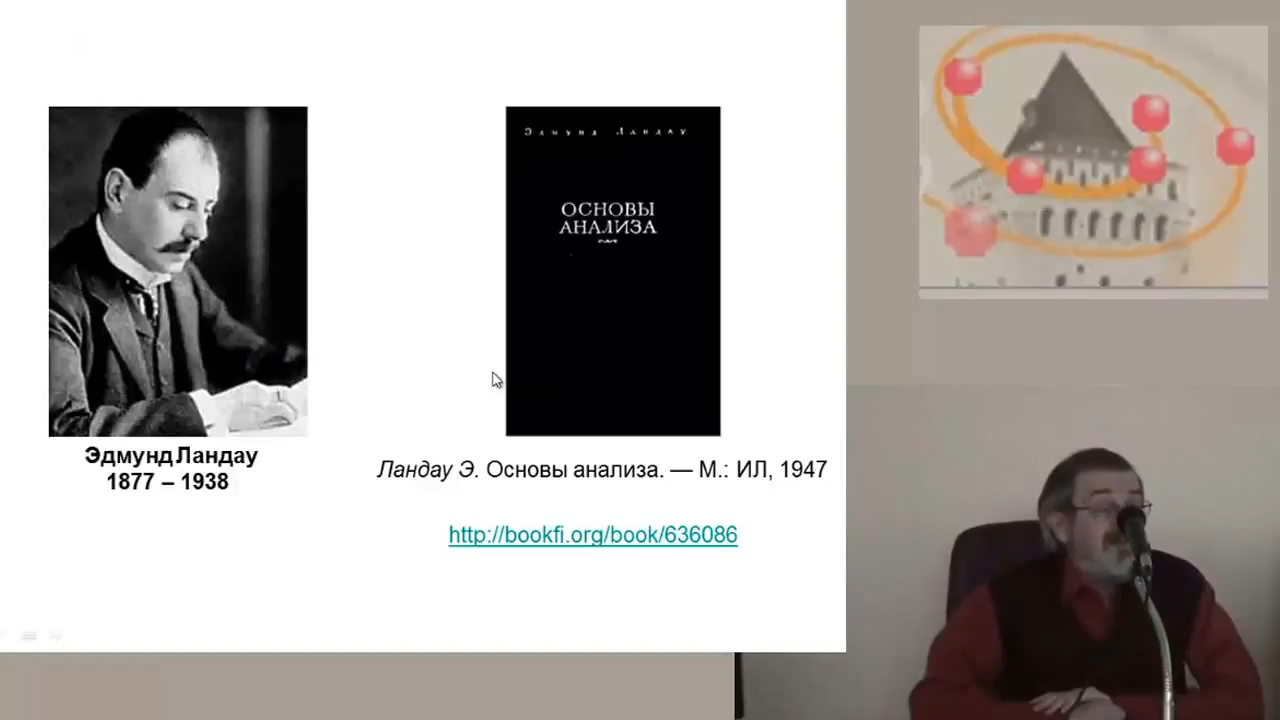 Эдмунд Ландау
ОСНОВЫ
АНАЛИЗА
Эдмунд Ландау
1877 – 1938
Ландау Э. Основы анализа. — М.: ИЛ, 1947
http://bookfi.org/book/636086